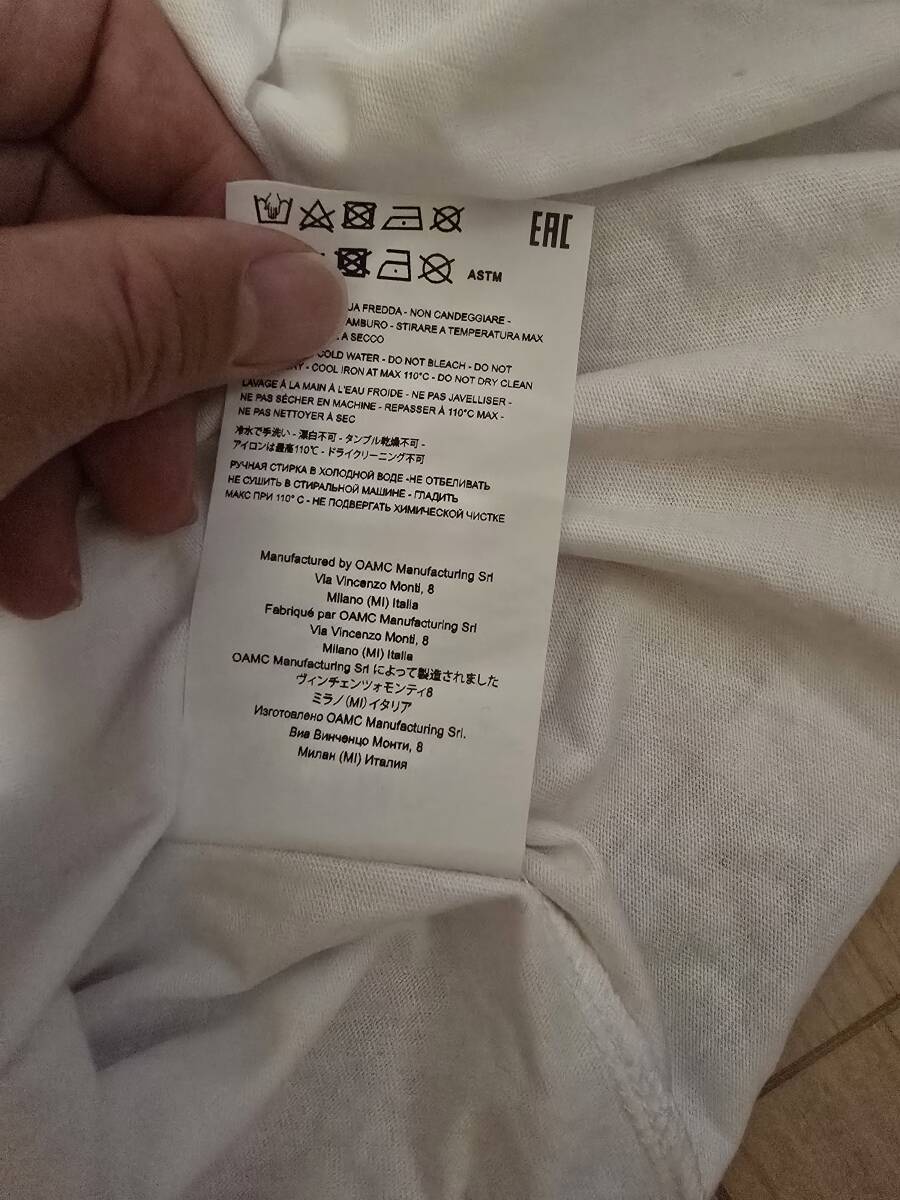 EAC
ASTM
FREDDA - NON CANDEGGIARE -
AMBURO - STIRARE A TEMPERATURA MAX
A SECCO
COLD WATER - DO NOT BLEACH - DO NOT
- COOL IRON AT MAX 110°C - DO NOT DRY CLEAN
LAVAGE À LA MAIN À L'EAU FROIDE - NE PAS JAVELLISER -
NE PAS SÉCHER EN MACHINE - REPASSER À 110°C MAX -
NE PAS NETTOYER À SEC
冷水で手洗い - 漂白不可 - タンブル乾燥不可 -
アイロンは最高110℃ - ドライクリーニング不可
РУЧНАЯ СТИРКА В ХОЛОДНОЙ ВОДЕ -НЕ ОТБЕЛИВАТЬ
НЕ СУШИТЬ В СТИРАЛЬНОЙ МАШИНЕ - ГЛАДИТЬ
МАКС ПРИ 110° C - НЕ ПОДВЕРГАТЬ ХИМИЧЕСКОЙ ЧИСТКЕ
Manufactured by OAMC Manufacturing Srl
Via Vincenzo Monti, 8
Milano (MI) Italia
Fabriqué par OAMC Manufacturing Srl
Via Vincenzo Monti, 8
Milano (MI) Italia
OAMC Manufacturing Srl によって製造されました
ヴィンチェンツォモンティ8
ミラノ(MI)イタリア
Изготовлено OAMC Manufacturing Srl.
Виа Винченцо Монти, 8
Милан (MI) Италия